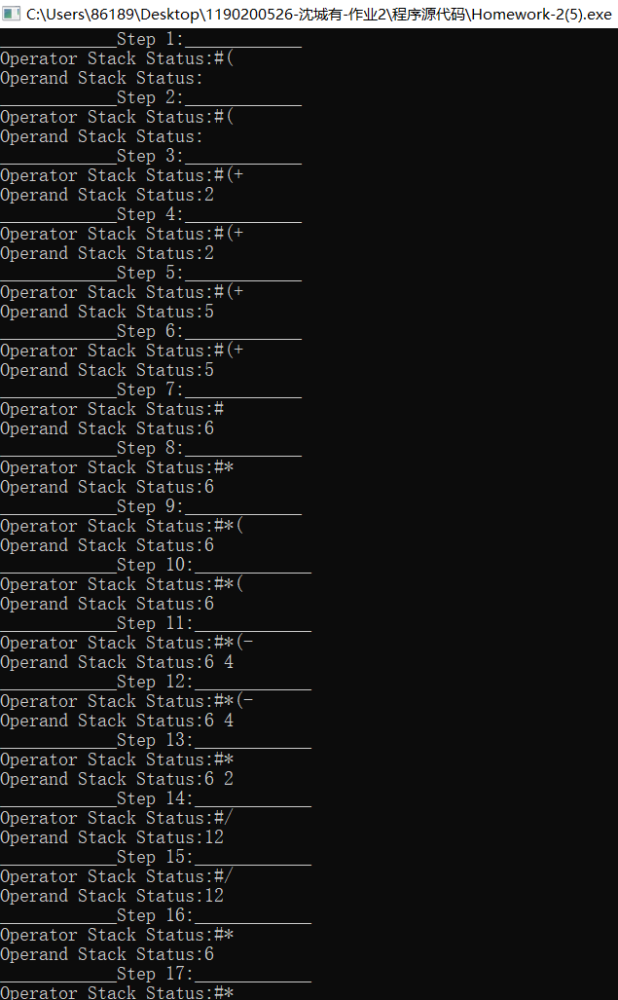 C:\Users\86189\Desktop\1190200526-沈城有-作业2\程序源代码\Homework-2(5).exe
____________Step 1:____________
Operator Stack Status:#(
Operand Stack Status:
____________Step 2:____________
Operator Stack Status:#(
Operand Stack Status:
____________Step 3:____________
Operator Stack Status:#(+
Operand Stack Status:2
____________Step 4:____________
Operator Stack Status:#(+
Operand Stack Status:2
____________Step 5:____________
Operator Stack Status:#(+
Operand Stack Status:5
____________Step 6:____________
Operator Stack Status:#(+
Operand Stack Status:5
____________Step 7:____________
Operator Stack Status:#
Operand Stack Status:6
____________Step 8:____________
Operator Stack Status:#*
Operand Stack Status:6
____________Step 9:____________
Operator Stack Status:#*(
Operand Stack Status:6
____________Step 10:____________
Operator Stack Status:#*(
Operand Stack Status:6
____________Step 11:____________
Operator Stack Status:#*(-
Operand Stack Status:6 4
____________Step 12:____________
Operator Stack Status:#*(-
Operand Stack Status:6 4
____________Step 13:____________
Operator Stack Status:#*
Operand Stack Status:6 2
____________Step 14:____________
Operator Stack Status:#/
Operand Stack Status:12
____________Step 15:____________
Operator Stack Status:#/
Operand Stack Status:12
____________Step 16:____________
Operator Stack Status:#*
Operand Stack Status:6
____________Step 17:____________
Operator Stack Status:#*